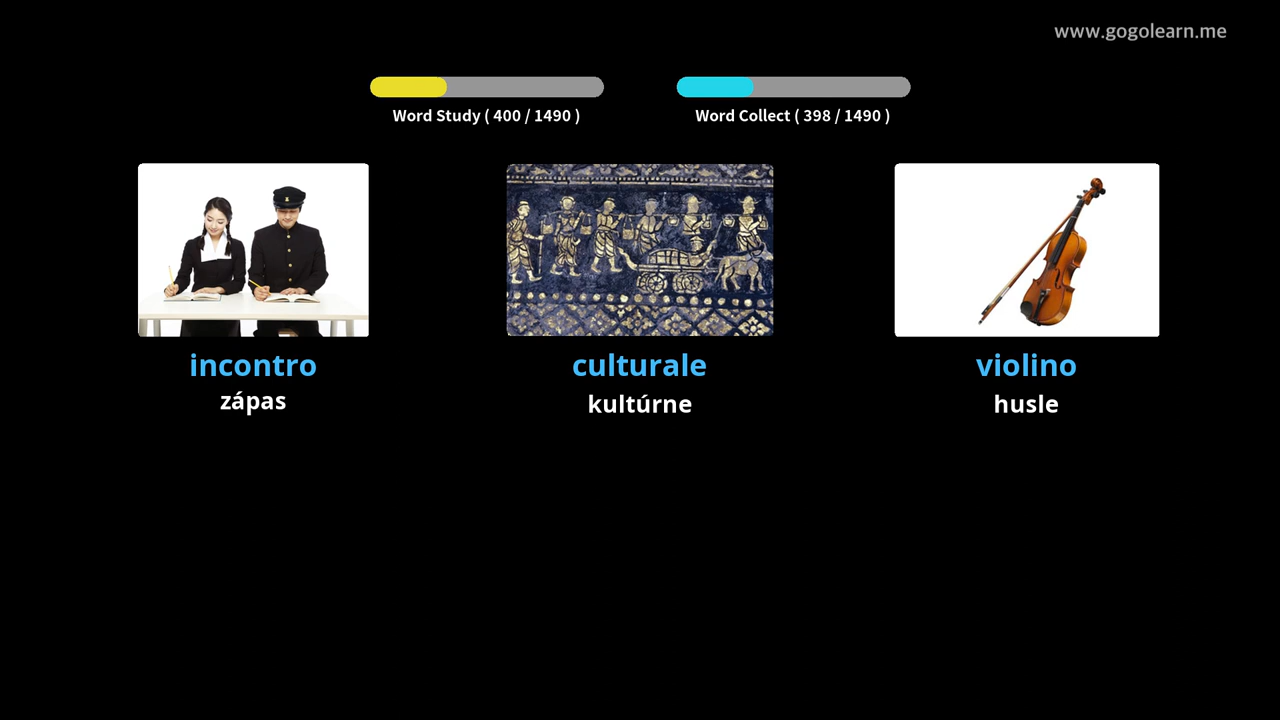 www.gogolearn.me
Word Study ( 400 / 1490 )
Word Collect ( 398 / 1490 )
incontro
zápas
culturale
kultúrne
violino
husle